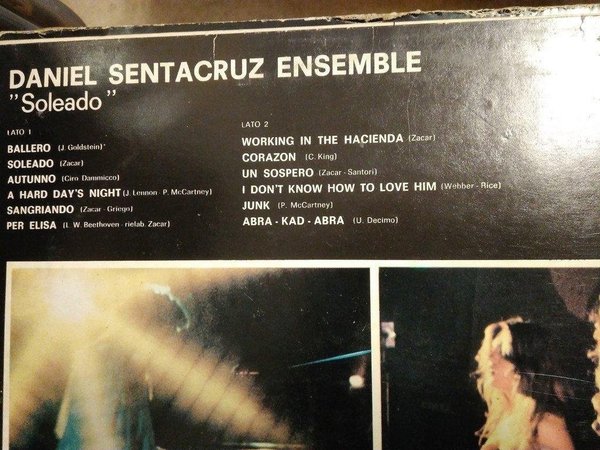 DANIEL SENTACRUZ ENSEMBLE
"Soleado"
LATO 1
BALLERO (J. Goldstein)
SOLEADO (Zacar)
AUTUNNO (Ciro Dammicco)
A HARD DAY'S NIGHT (J. Lennon - P. McCartney)
SANGRIANDO (Zacar - Griego)
PER ELISA (L. W. Beethoven - rielab. Zacar)
LATO 2
WORKING IN THE HACIENDA (Zacar)
CORAZON (C. King)
UN SOSPERO (Zacar - Santori)
I DON'T KNOW HOW TO LOVE HIM (Webber - Rice)
JUNK (P. McCartney)
ABRA - KAD - ABRA (U. Decimo)